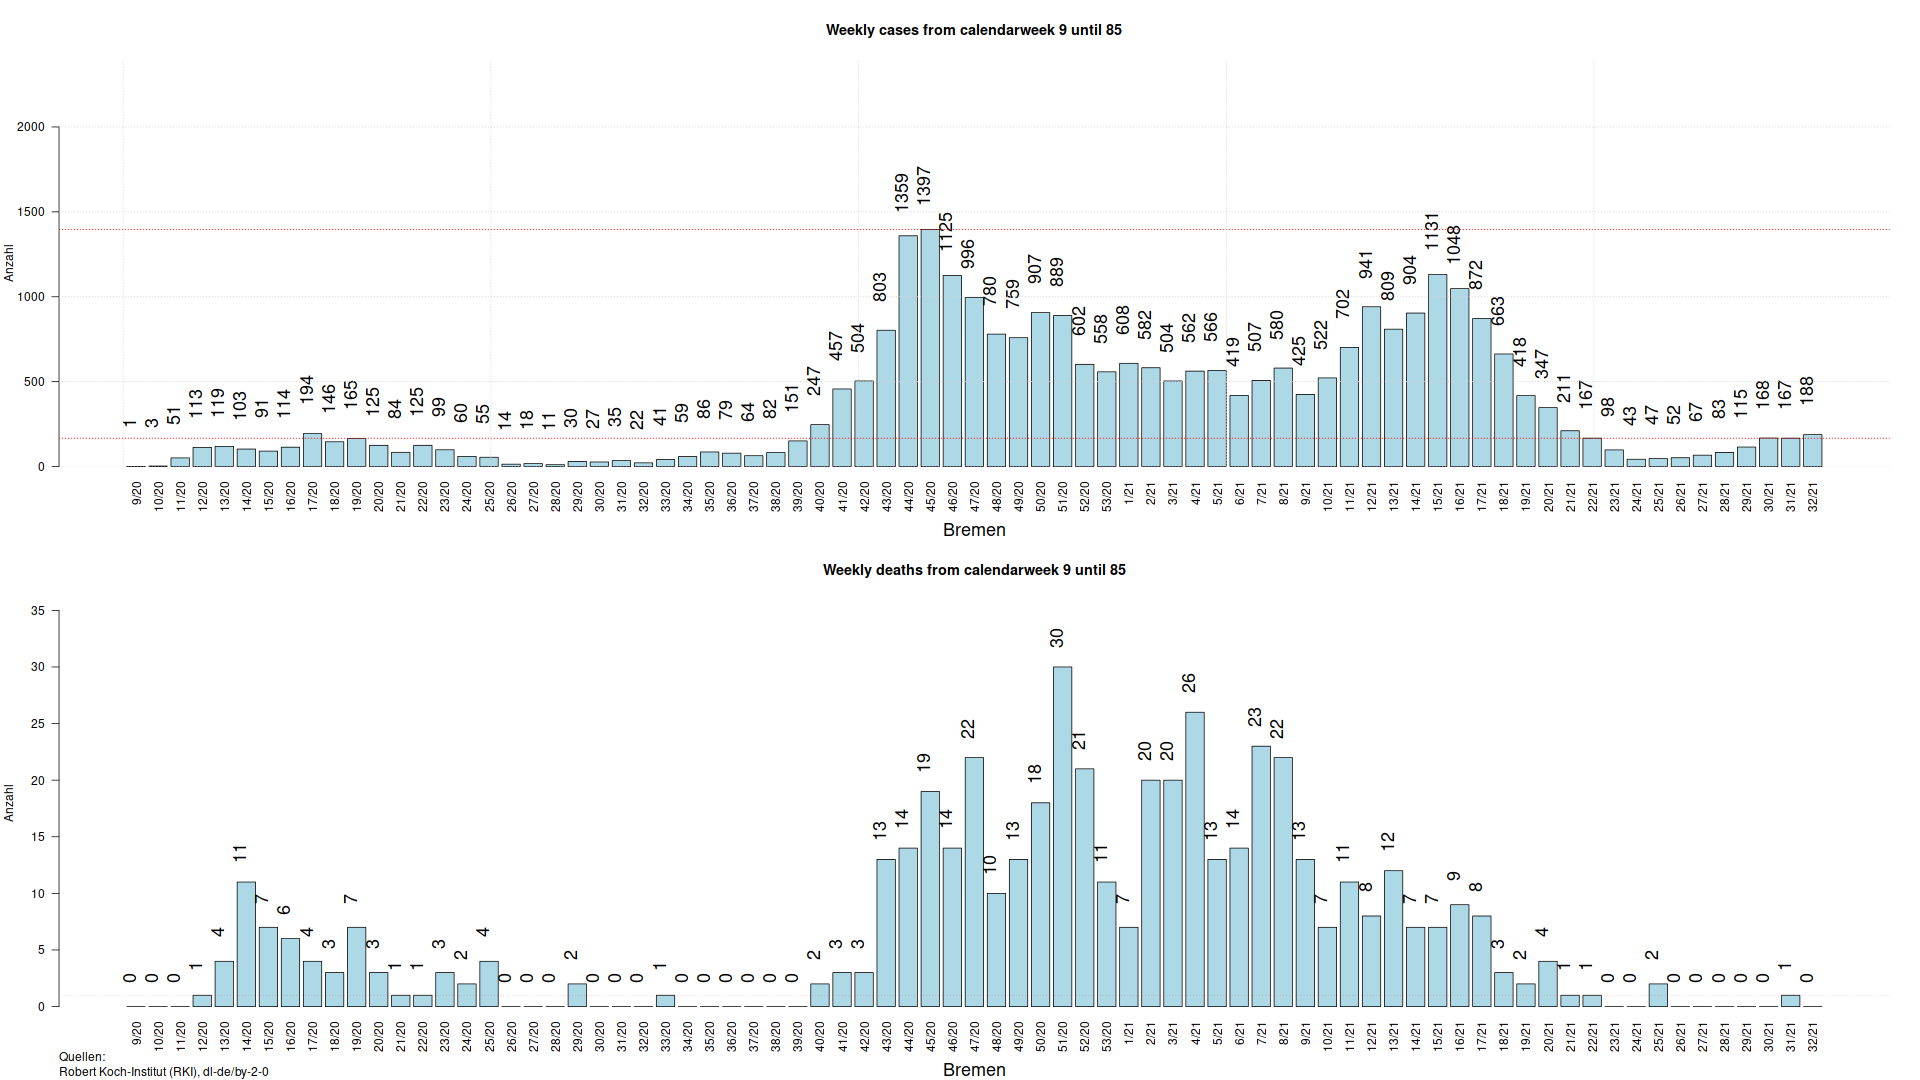 Weekly cases from calendarweek 9 until 85
Anzahl
2000
1500
1000
500
0
1 3 51 113 119 103 91 114 194 146 165 125 84 125 99 60 55 14 18 11 30 27 35 22 41 59 86 79 64 82 151 247 457 504 803 1359 1397 1125 996 780 759 907 889 602 558 608 582 504 562 566 419 507 580 425 522 702 941 809 904 1131 1048 872 663 418 347 211 167 98 43 47 52 67 83 115 168 167 188
9/20 10/20 11/20 12/20 13/20 14/20 15/20 16/20 17/20 18/20 19/20 20/20 21/20 22/20 23/20 24/20 25/20 26/20 27/20 28/20 29/20 30/20 31/20 32/20 33/20 34/20 35/20 36/20 37/20 38/20 39/20 40/20 41/20 42/20 43/20 44/20 45/20 46/20 47/20 48/20 49/20 50/20 51/20 52/20 53/20 1/21 2/21 3/21 4/21 5/21 6/21 7/21 8/21 9/21 10/21 11/21 12/21 13/21 14/21 15/21 16/21 17/21 18/21 19/21 20/21 21/21 22/21 23/21 24/21 25/21 26/21 27/21 28/21 29/21 30/21 31/21 32/21
Bremen
Weekly deaths from calendarweek 9 until 85
Anzahl
35
30
25
20
15
10
5
0
0 0 0 1 4 11 7 6 4 3 7 3 1 1 3 2 4 0 0 0 2 0 0 0 1 0 0 0 0 0 0 2 3 3 13 14 19 14 22 10 13 18 30 21 11 7 20 20 26 13 14 23 22 13 7 11 8 12 7 7 9 8 3 2 4 1 1 0 0 2 0 0 0 0 0 1 0
9/20 10/20 11/20 12/20 13/20 14/20 15/20 16/20 17/20 18/20 19/20 20/20 21/20 22/20 23/20 24/20 25/20 26/20 27/20 28/20 29/20 30/20 31/20 32/20 33/20 34/20 35/20 36/20 37/20 38/20 39/20 40/20 41/20 42/20 43/20 44/20 45/20 46/20 47/20 48/20 49/20 50/20 51/20 52/20 53/20 1/21 2/21 3/21 4/21 5/21 6/21 7/21 8/21 9/21 10/21 11/21 12/21 13/21 14/21 15/21 16/21 17/21 18/21 19/21 20/21 21/21 22/21 23/21 24/21 25/21 26/21 27/21 28/21 29/21 30/21 31/21 32/21
Bremen
Quellen:
Robert Koch-Institut (RKI), dl-de/by-2-0